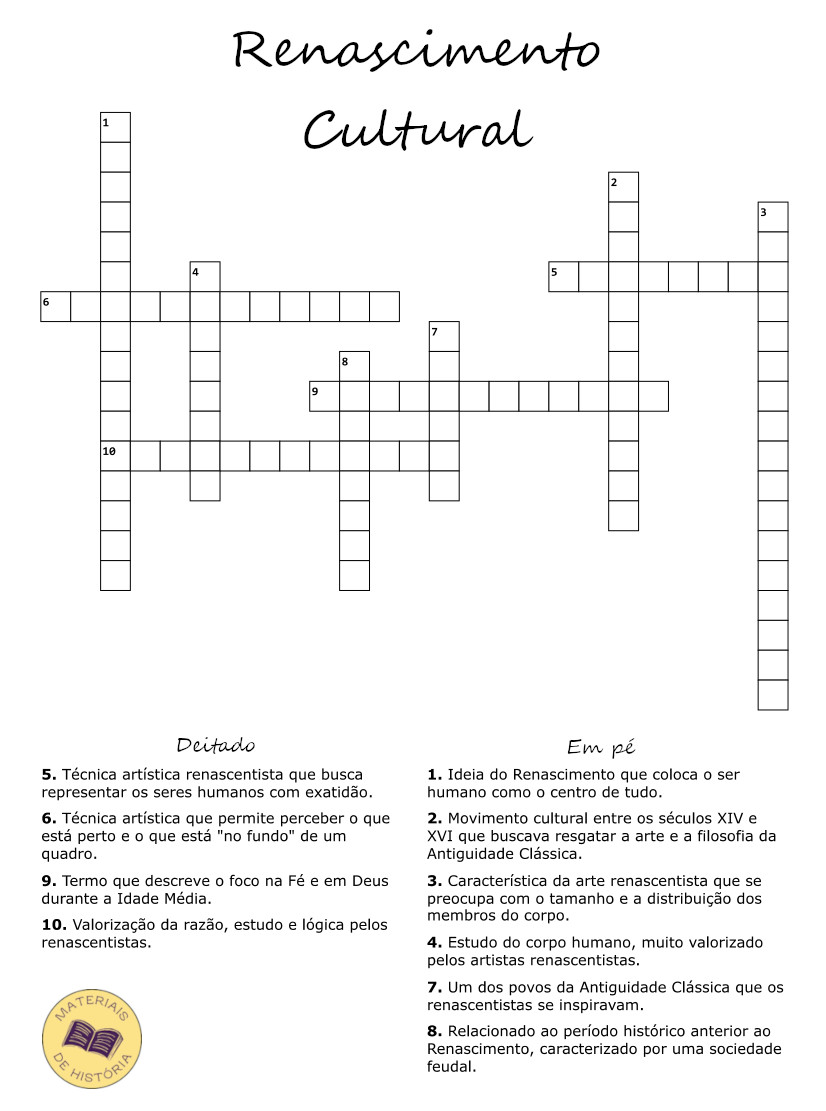 Renascimento
Cultural
1
2
3
4
5
6
7
8
9
10
Deitado
5. Técnica artística renascentista que busca
representar os seres humanos com exatidão.
6. Técnica artística que permite perceber o que
está perto e o que está "no fundo" de um
quadro.
9. Termo que descreve o foco na Fé e em Deus
durante a Idade Média.
10. Valorização da razão, estudo e lógica pelos
renascentistas.
Em pé
1. Ideia do Renascimento que coloca o ser
humano como o centro de tudo.
2. Movimento cultural entre os séculos XIV e
XVI que buscava resgatar a arte e a filosofia da
Antiguidade Clássica.
3. Característica da arte renascentista que se
preocupa com o tamanho e a distribuição dos
membros do corpo.
4. Estudo do corpo humano, muito valorizado
pelos artistas renascentistas.
7. Um dos povos da Antiguidade Clássica que os
renascentistas se inspiravam.
8. Relacionado ao período histórico anterior ao
Renascimento, caracterizado por uma sociedade
feudal.
MATERIAIS
DE HISTÓRIA